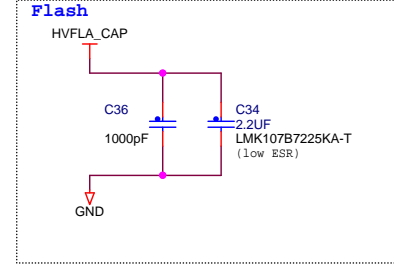 Flash
HVFLA_CAP
C36
1000pF
C34
2.2UF
LMK107B7225KA-T
(low ESR)
GND